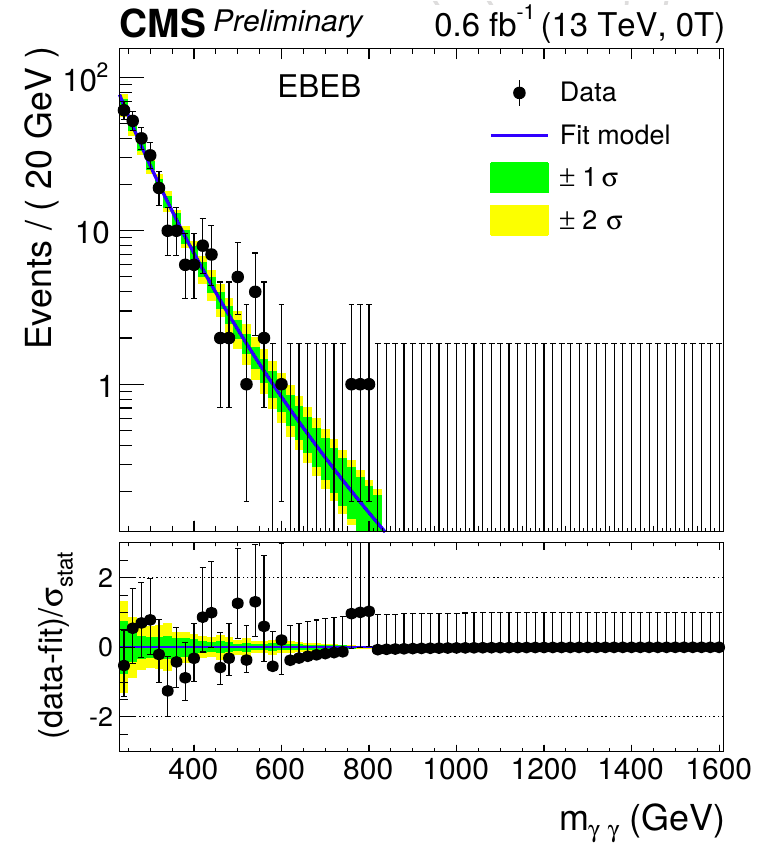 CMS Preliminary 0.6 fb⁻¹ (13 TeV, 0T)
Events / ( 20 GeV )
10²
10
1
EBEB
Data
Fit model
± 1 σ
± 2 σ
(data-fit)/σstat
2
0
-2
400 600 800 1000 1200 1400 1600
mγγ (GeV)